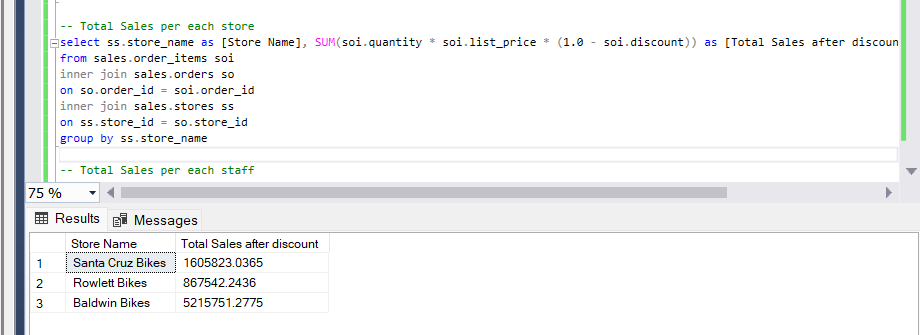 -- Total Sales per each store
select ss.store_name as [Store Name], SUM(soi.quantity * soi.list_price * (1.0 - soi.discount)) as [Total Sales after discoun
from sales.order_items soi
inner join sales.orders so
on so.order_id = soi.order_id
inner join sales.stores ss
on ss.store_id = so.store_id
group by ss.store_name
-- Total Sales per each staff
75 %
Results Messages
Store Name Total Sales after discount
1 Santa Cruz Bikes 1605823.0365
2 Rowlett Bikes 867542.2436
3 Baldwin Bikes 5215751.2775